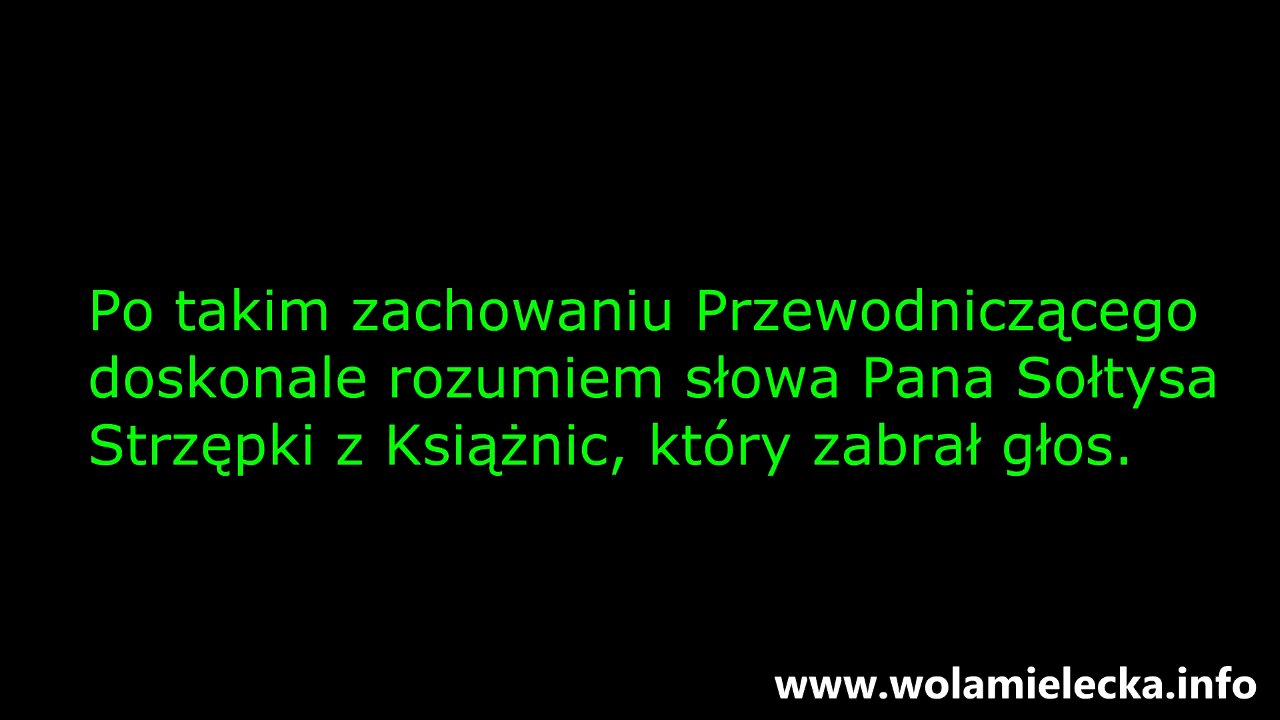 Po takim zachowaniu Przewodniczącego
doskonale rozumiem słowa Pana Sołtysa
Strzępki z Książnic, który zabrał głos.
www.wolamielecka.info